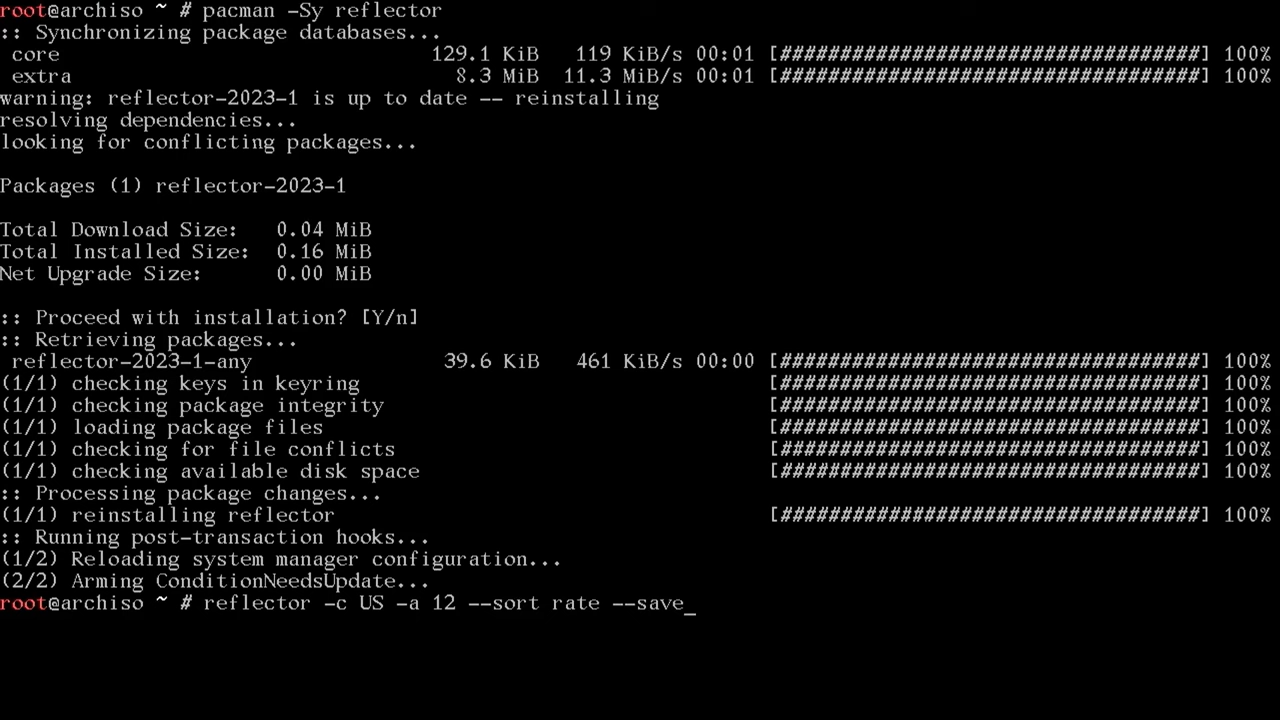 root@archiso ~ # pacman -Sy reflector
:: Synchronizing package databases...
core 129.1 KiB 119 KiB/s 00:01 [###################################] 100%
extra 8.3 MiB 11.3 MiB/s 00:01 [###################################] 100%
warning: reflector-2023-1 is up to date -- reinstalling
resolving dependencies...
looking for conflicting packages...
Packages (1) reflector-2023-1
Total Download Size: 0.04 MiB
Total Installed Size: 0.16 MiB
Net Upgrade Size: 0.00 MiB
:: Proceed with installation? [Y/n]
:: Retrieving packages...
reflector-2023-1-any 39.6 KiB 461 KiB/s 00:00 [###################################] 100%
(1/1) checking keys in keyring [###################################] 100%
(1/1) checking package integrity [###################################] 100%
(1/1) loading package files [###################################] 100%
(1/1) checking for file conflicts [###################################] 100%
(1/1) checking available disk space [###################################] 100%
:: Processing package changes...
(1/1) reinstalling reflector [###################################] 100%
:: Running post-transaction hooks...
(1/2) Reloading system manager configuration...
(2/2) Arming ConditionNeedsUpdate...
root@archiso ~ # reflector -c US -a 12 --sort rate --save_